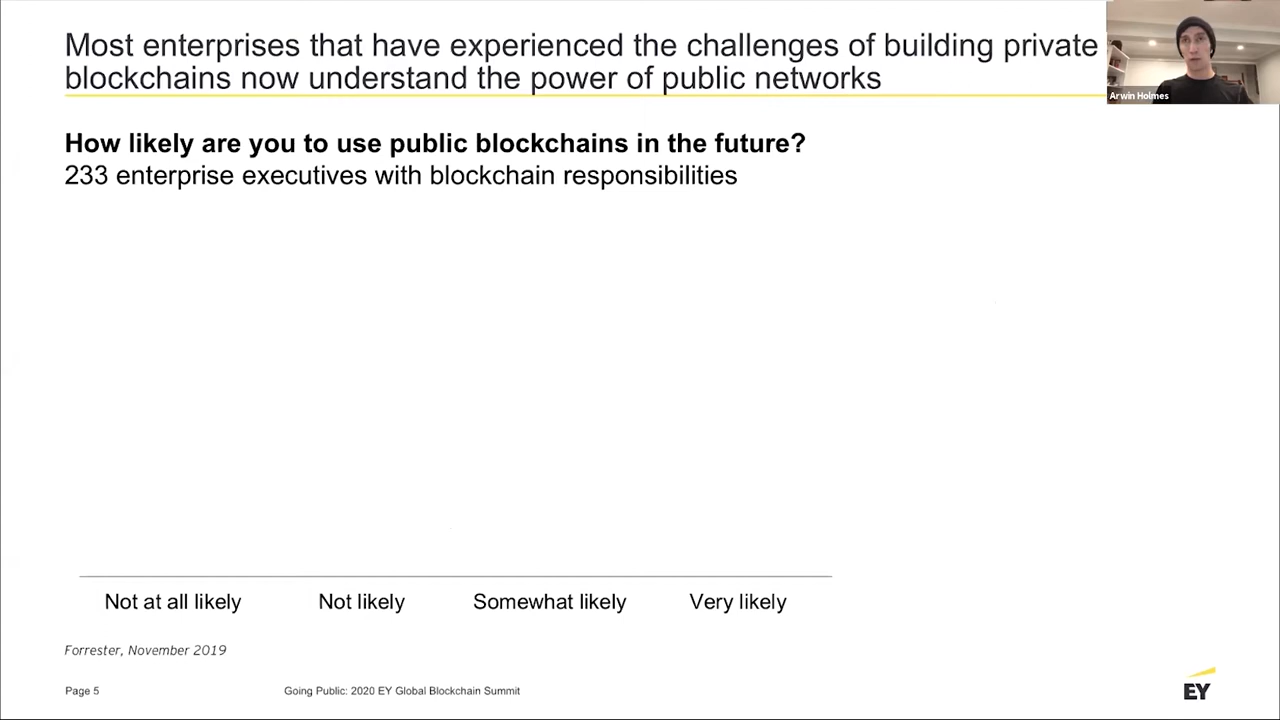 Most enterprises that have experienced the challenges of building private
blockchains now understand the power of public networks
Arwin Holmes
How likely are you to use public blockchains in the future?
233 enterprise executives with blockchain responsibilities
Not at all likely Not likely Somewhat likely Very likely
Forrester, November 2019
Page 5 Going Public: 2020 EY Global Blockchain Summit
EY